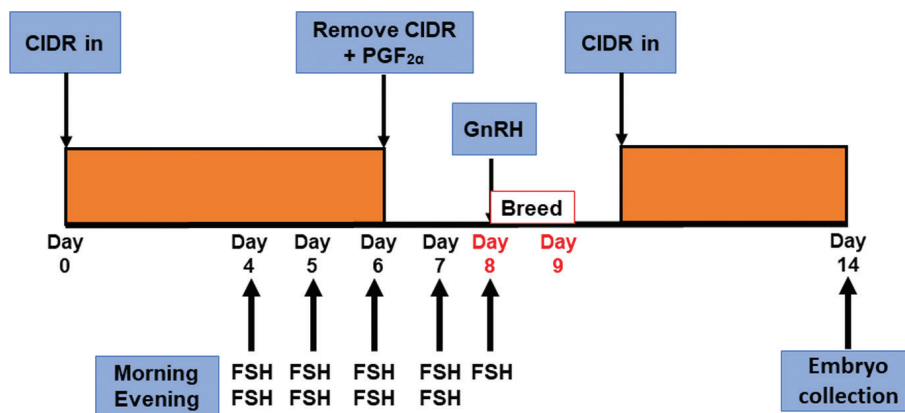 CIDR in
Remove CIDR
+ PGF2α
CIDR in
GnRH
Breed
Day
0
Day
4
Day
5
Day
6
Day
7
Day
8
Day
9
Day
14
Morning FSH FSH FSH FSH FSH
Evening FSH FSH FSH FSH
Embryo
collection